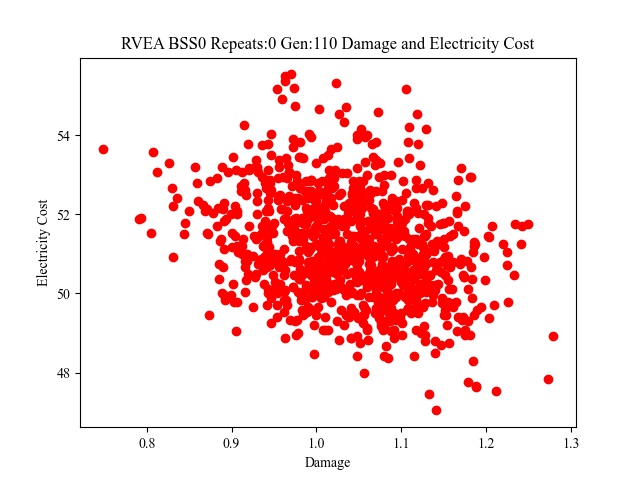 RVEA BSS0 Repeats:0 Gen:110 Damage and Electricity Cost
Electricity Cost
54
52
50
48
0.8 0.9 1.0 1.1 1.2 1.3
Damage